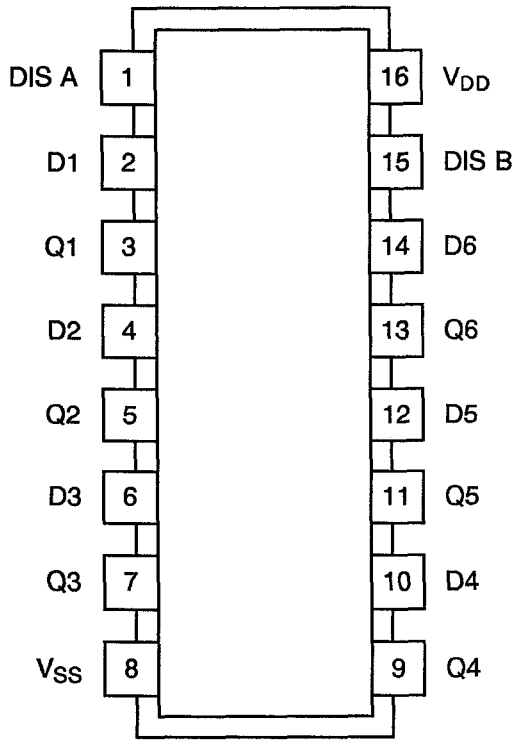 DIS A 1 16 VDD
D1 2 15 DIS B
Q1 3 14 D6
D2 4 13 Q6
Q2 5 12 D5
D3 6 11 Q5
Q3 7 10 D4
VSS 8 9 Q4